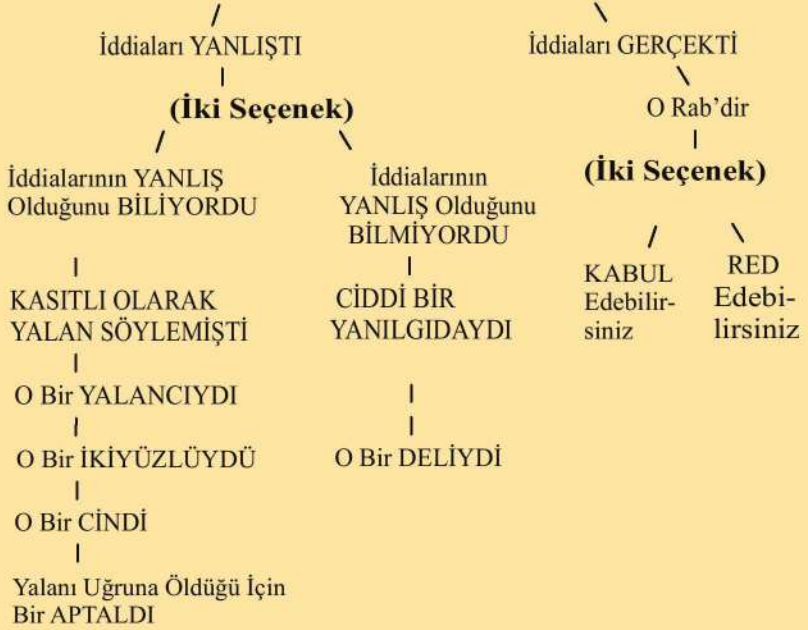 İddiaları YANLIŞTI
(İki Seçenek)
İddialarının YANLIŞ
Olduğunu BİLİYORDU
KASITLI OLARAK
YALAN SÖYLEMİŞTİ
O Bir YALANCIYDI
O Bir İKİYÜZLÜYDÜ
O Bir CİNDİ
Yalanı Uğruna Öldüğü İçin
Bir APTALDI
İddialarının
YANLIŞ Olduğunu
BİLMİYORDU
CİDDİ BİR
YANILGIDAYDI
O Bir DELİYDİ
İddiaları GERÇEKTİ
O Rab’dir
(İki Seçenek)
KABUL
Edebilir-
siniz
RED
Edebi-
lirsiniz